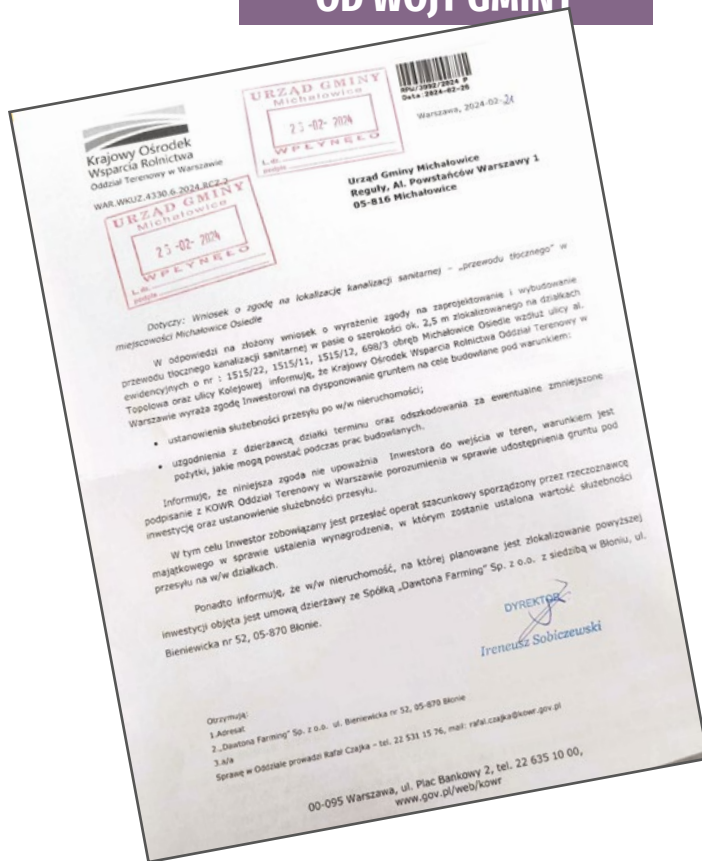 OD WÓJT GMINY
Krajowy Ośrodek
Wsparcia Rolnictwa
Oddział Terenowy w Warszawie
WAR.WKUZ.4330.6.2024.RCZ.2
URZĄD GMINY
Michałowice
23 -02- 2024
WPŁYNĘŁO
L. dz.
podpis
RPW/3992/2024 P
Data:2024-02-26
Warszawa, 2024-02-
Urząd Gminy Michałowice
Reguły, Al. Powstańców Warszawy 1
05-816 Michałowice
URZĄD GMINY
Michałowice
23 -02- 2024
WPŁYNĘŁO
L. dz.
podpis
Dotyczy: Wniosek o zgodę na lokalizację kanalizacji sanitarnej – „przewodu tłocznego” w
miejscowości Michałowice Osiedle
W odpowiedzi na złożony wniosek o wyrażenie zgody na zaprojektowanie i wybudowanie
przewodu tłocznego kanalizacji sanitarnej w pasie o szerokości ok. 2,5 m zlokalizowanego na działkach
ewidencyjnych o nr : 1515/22, 1515/11, 1515/12, 698/3 obręb Michałowice Osiedle wzdłuż ulicy al.
Topolowa oraz ulicy Kolejowej informuję, że Krajowy Ośrodek Wsparcia Rolnictwa Oddział Terenowy w
Warszawie wyraża zgodę Inwestorowi na dysponowanie gruntem na cele budowlane pod warunkiem:
• ustanowienia służebności przesyłu po w/w nieruchomości;
• uzgodnienia z dzierżawcą działki terminu oraz odszkodowania za ewentualne zmniejszone
pożytki, jakie mogą powstać podczas prac budowlanych.
Informuję, że niniejsza zgoda nie upoważnia Inwestora do wejścia w teren, warunkiem jest
podpisanie z KOWR Oddział Terenowy w Warszawie porozumienia w sprawie udostępnienia gruntu pod
inwestycję oraz ustanowienie służebności przesyłu.
W tym celu Inwestor zobowiązany jest przesłać operat szacunkowy sporządzony przez rzeczoznawcę
majątkowego w sprawie ustalenia wynagrodzenia, w którym zostanie ustalona wartość służebności
przesyłu na w/w działkach.
Ponadto informuję, że w/w nieruchomość, na której planowane jest zlokalizowanie powyższej
inwestycji objęta jest umową dzierżawy ze Spółką „Dawtona Farming” Sp. z o.o. z siedzibą w Błoniu, ul.
Bieniewicka nr 52, 05-870 Błonie.
DYREKTOR
Ireneusz Sobiczewski
Otrzymują:
1.Adresat
2.„Dawtona Farming” Sp. z o.o. ul. Bieniewicka nr 52, 05-870 Błonie
3.a/a
Sprawę w Oddziale prowadzi Rafał Czajka – tel. 22 531 15 76, mail: rafal.czajka@kowr.gov.pl
00-095 Warszawa, ul. Plac Bankowy 2, tel. 22 635 10 00,
www.gov.pl/web/kowr